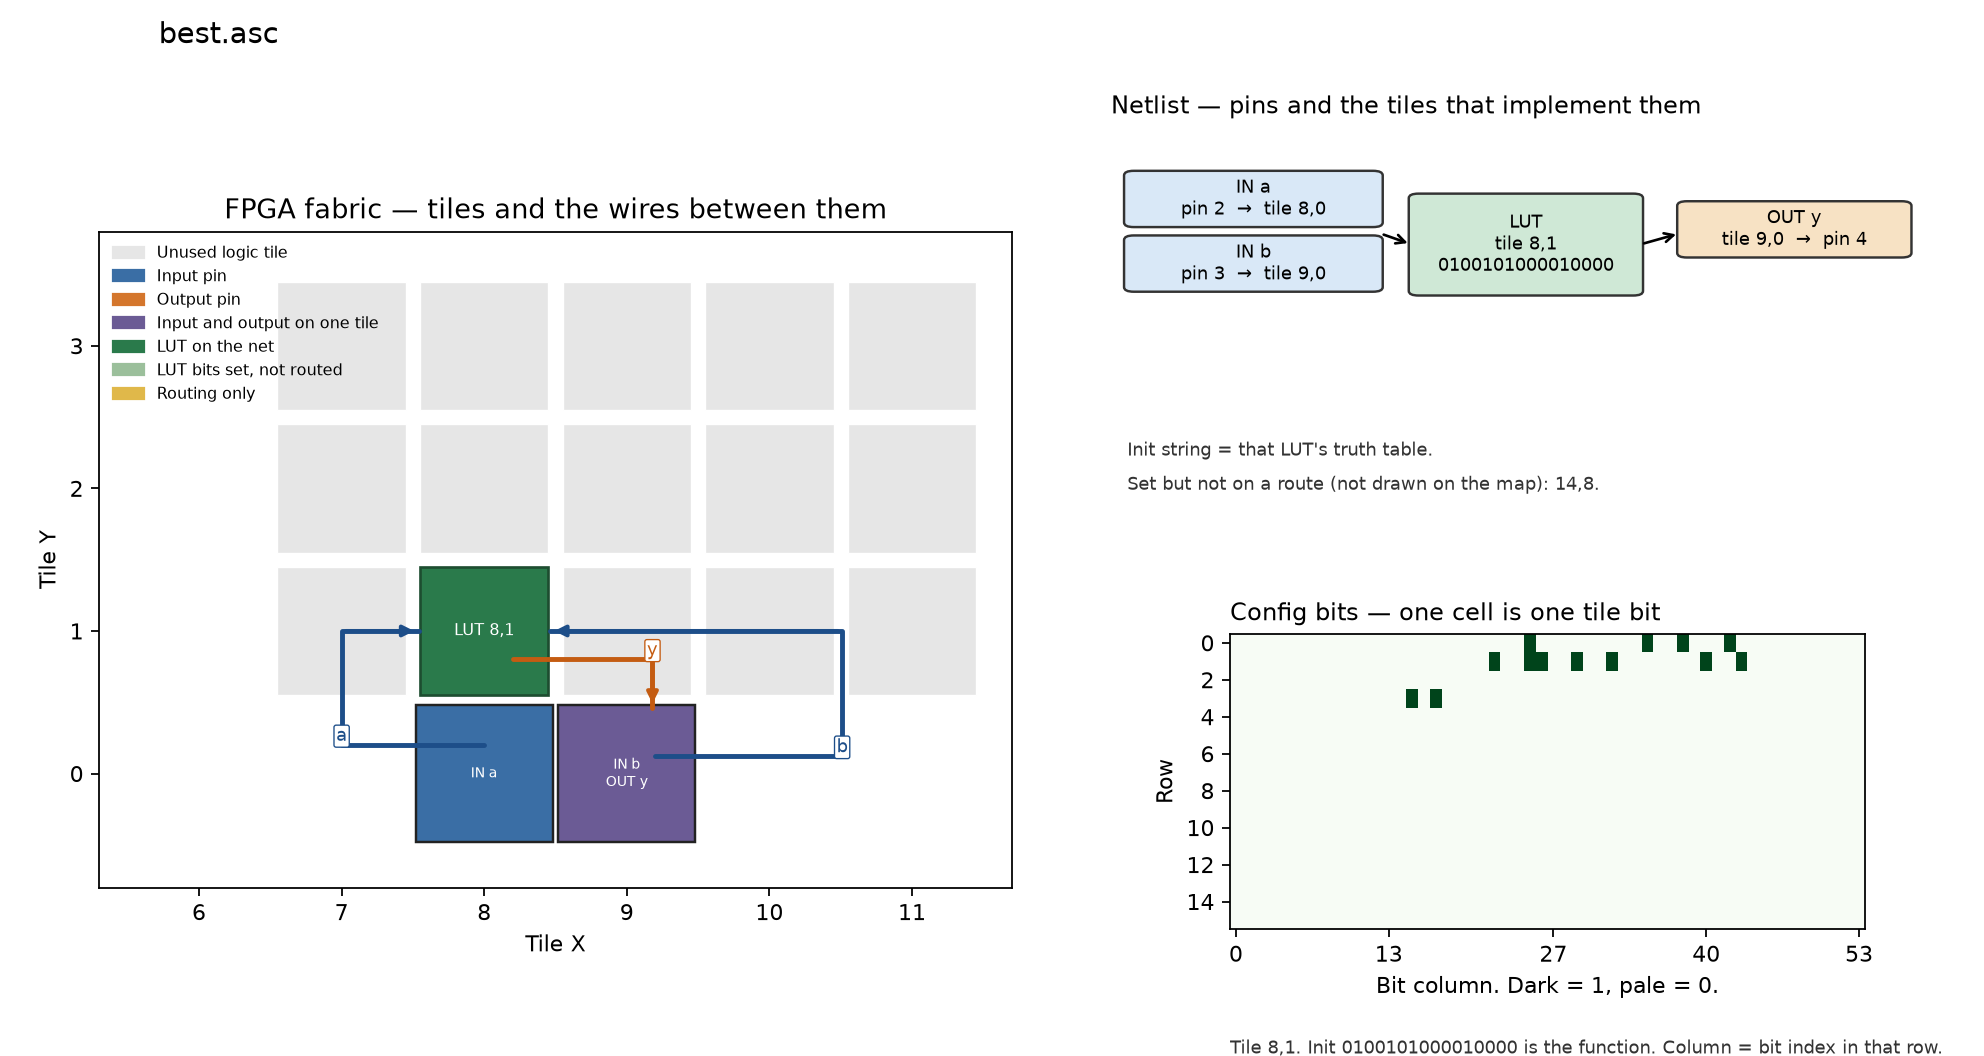 best.asc
FPGA fabric — tiles and the wires between them
Unused logic tile
Input pin
Output pin
Input and output on one tile
LUT on the net
LUT bits set, not routed
Routing only
3
2
1
0
Tile Y
LUT 8,1
y
a
b
IN a
IN b
OUT y
6 7 8 9 10 11
Tile X
Netlist — pins and the tiles that implement them
IN a
pin 2 → tile 8,0
IN b
pin 3 → tile 9,0
LUT
tile 8,1
0100101000010000
OUT y
tile 9,0 → pin 4
Init string = that LUT's truth table.
Set but not on a route (not drawn on the map): 14,8.
Config bits — one cell is one tile bit
0
2
4
6
8
10
12
14
Row
0 13 27 40 53
Bit column. Dark = 1, pale = 0.
Tile 8,1. Init 0100101000010000 is the function. Column = bit index in that row.